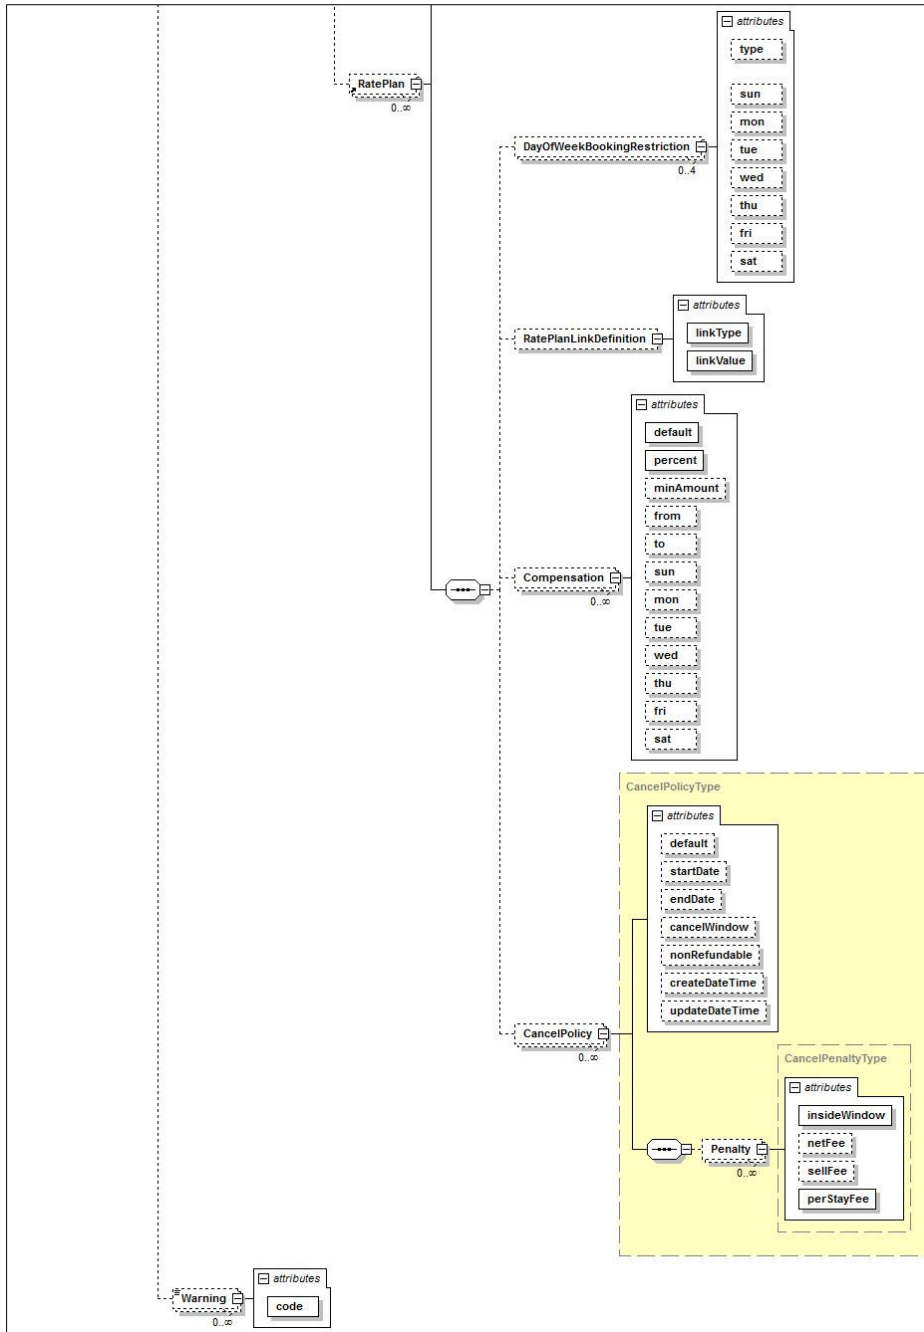 attributes
type
RatePlan
0..∞
sun
mon
DayOfWeekBookingRestriction
tue
0..4
wed
thu
fri
sat
attributes
RatePlanLinkDefinition
linkType
linkValue
attributes
default
percent
minAmount
from
to
Compensation
0..∞
sun
mon
tue
wed
thu
fri
sat
CancelPolicyType
attributes
default
startDate
endDate
cancelWindow
nonRefundable
createDateTime
updateDateTime
CancelPolicy
0..∞
CancelPenaltyType
attributes
insideWindow
Penalty
0..∞
netFee
sellFee
perStayFee
attributes
Warning
0..∞
code